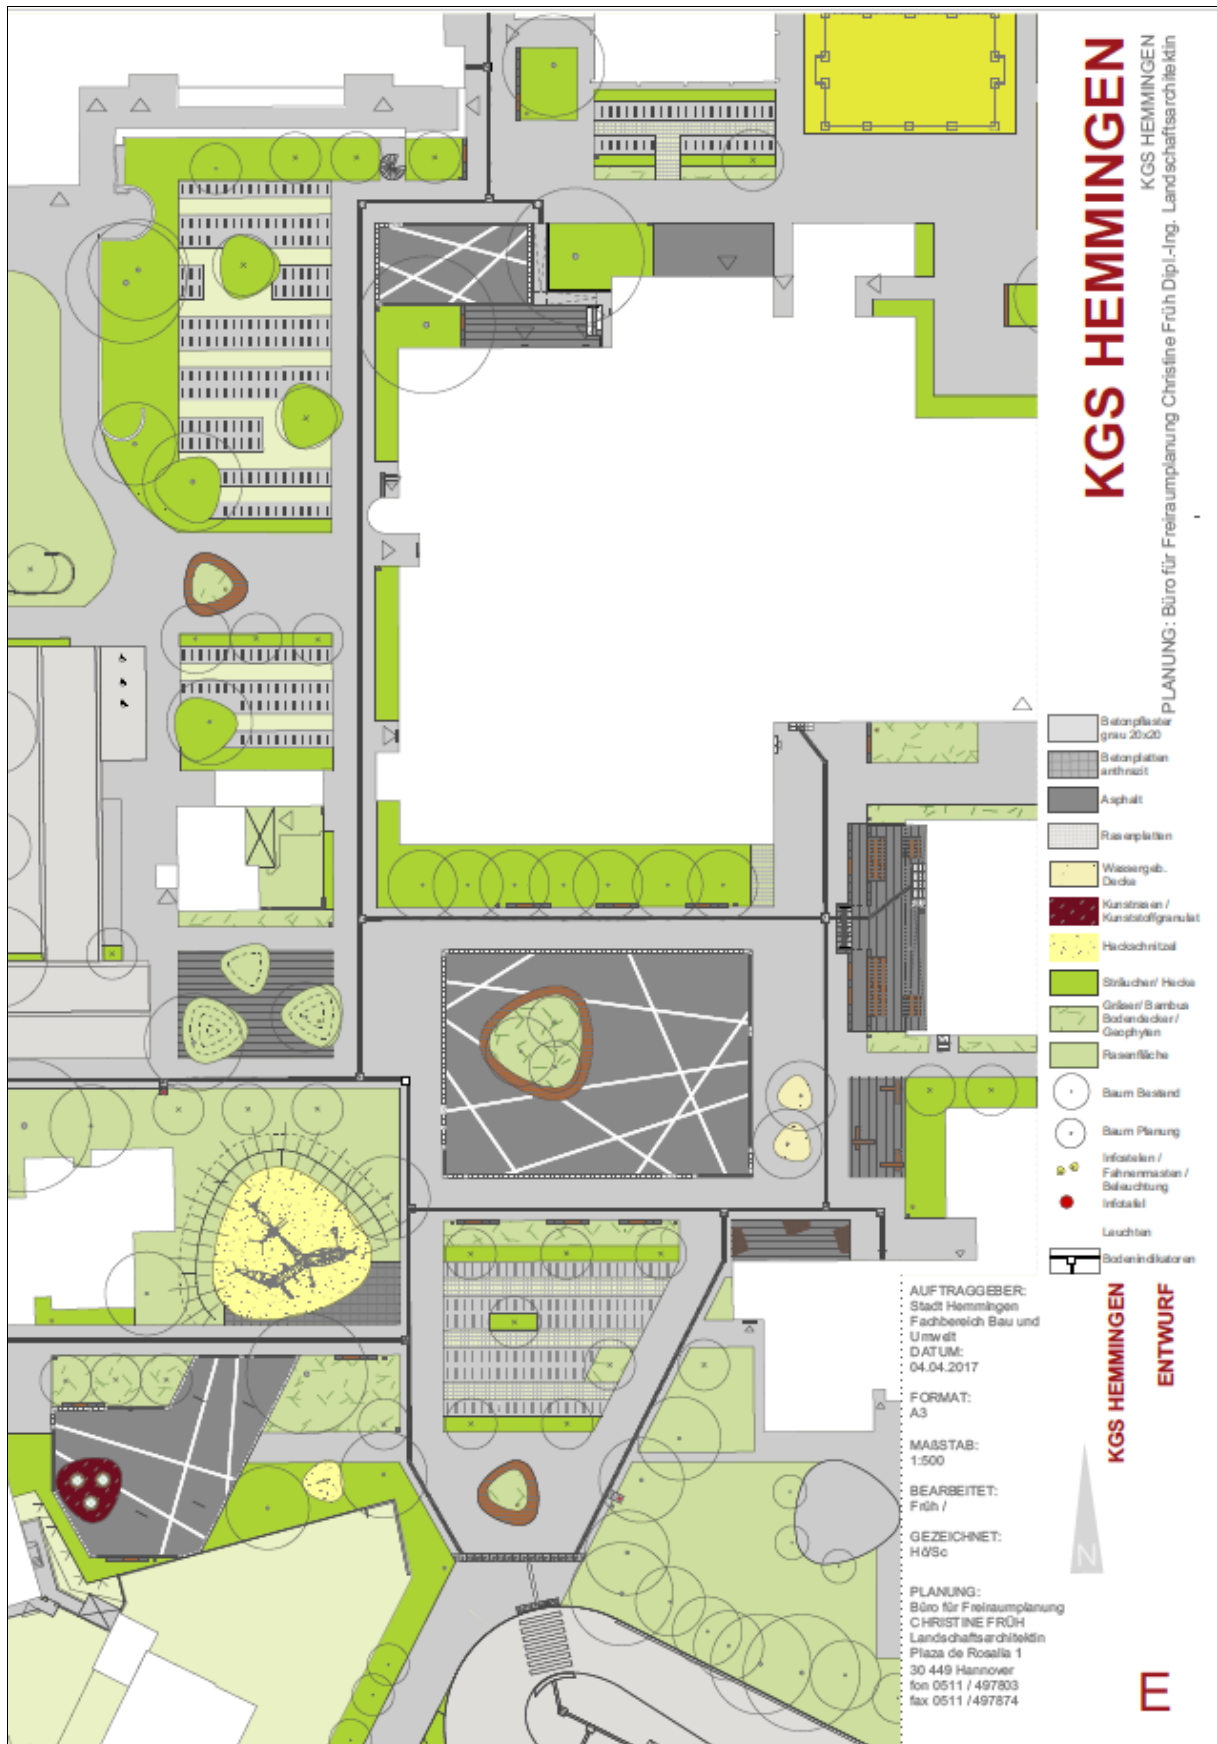 KGS HEMMINGEN
KGS HEMMINGEN
PLANUNG: Büro für Freiraumplanung Christine Früh Dipl.-Ing. Landschaftsarchitektin
Betonpflaster
grau 20x20
Betonplatten
anthrazit
Asphalt
Rasenplatten
Wassergeb.
Decke
Kunstrasen /
Kunststoffgranulat
Hackschnitzel
Sträucher/ Hecke
Gräser/ Bambus
Bodendecker /
Geophyten
Rasenfläche
Baum Bestand
Baum Planung
Infostelen /
Fahnenmasten /
Beleuchtung
Infotafel
Leuchten
Bodenindikatoren
AUFTRAGGEBER:
Stadt Hemmingen
Fachbereich Bau und
Umwelt
DATUM:
04.04.2017
FORMAT:
A3
MAßSTAB:
1:500
BEARBEITET:
Früh /
GEZEICHNET:
Hö/Sc
PLANUNG:
Büro für Freiraumplanung
CHRISTINE FRÜH
Landschaftsarchitektin
Plaza de Rosalia 1
30 449 Hannover
fon 0511 / 497803
fax 0511 / 497874
KGS HEMMINGEN
ENTWURF
N
E